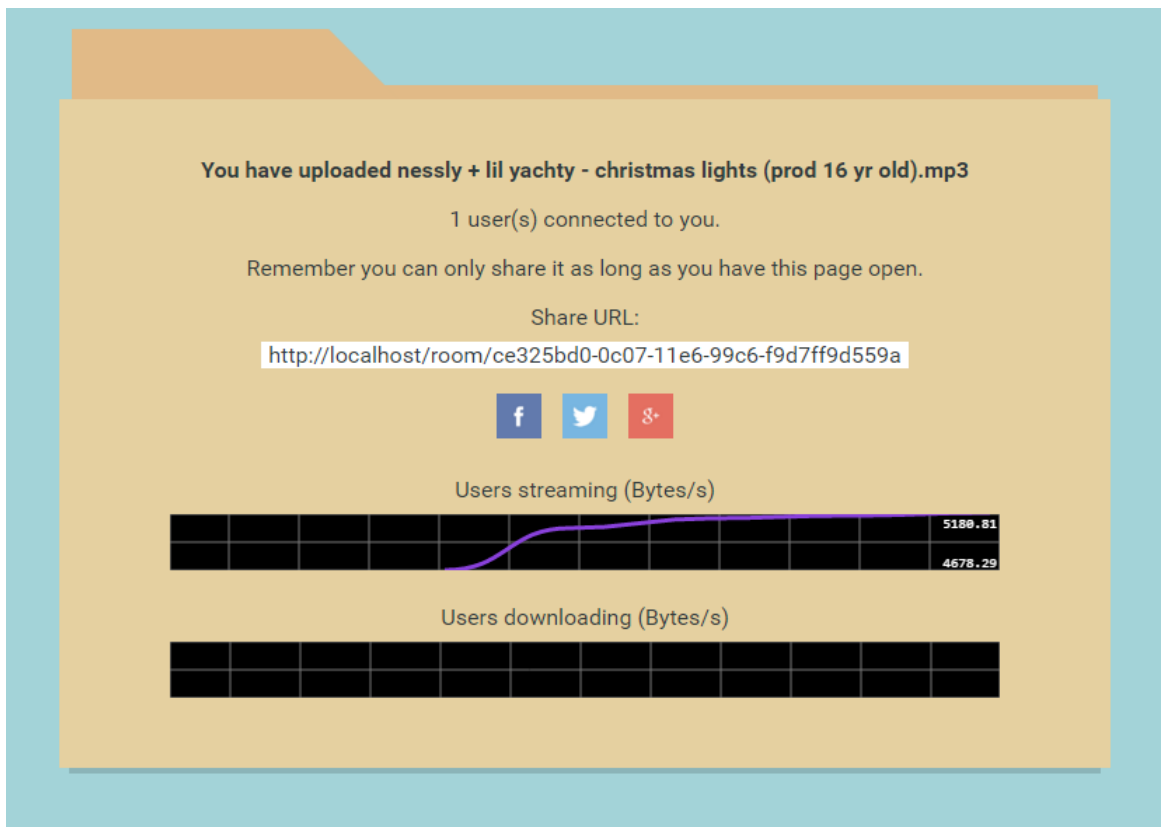 You have uploaded nessly + lil yachty - christmas lights (prod 16 yr old).mp3
1 user(s) connected to you.
Remember you can only share it as long as you have this page open.
Share URL:
http://localhost/room/ce325bd0-0c07-11e6-99c6-f9d7ff9d559a
f g+
Users streaming (Bytes/s)
5180.81
4678.29
Users downloading (Bytes/s)